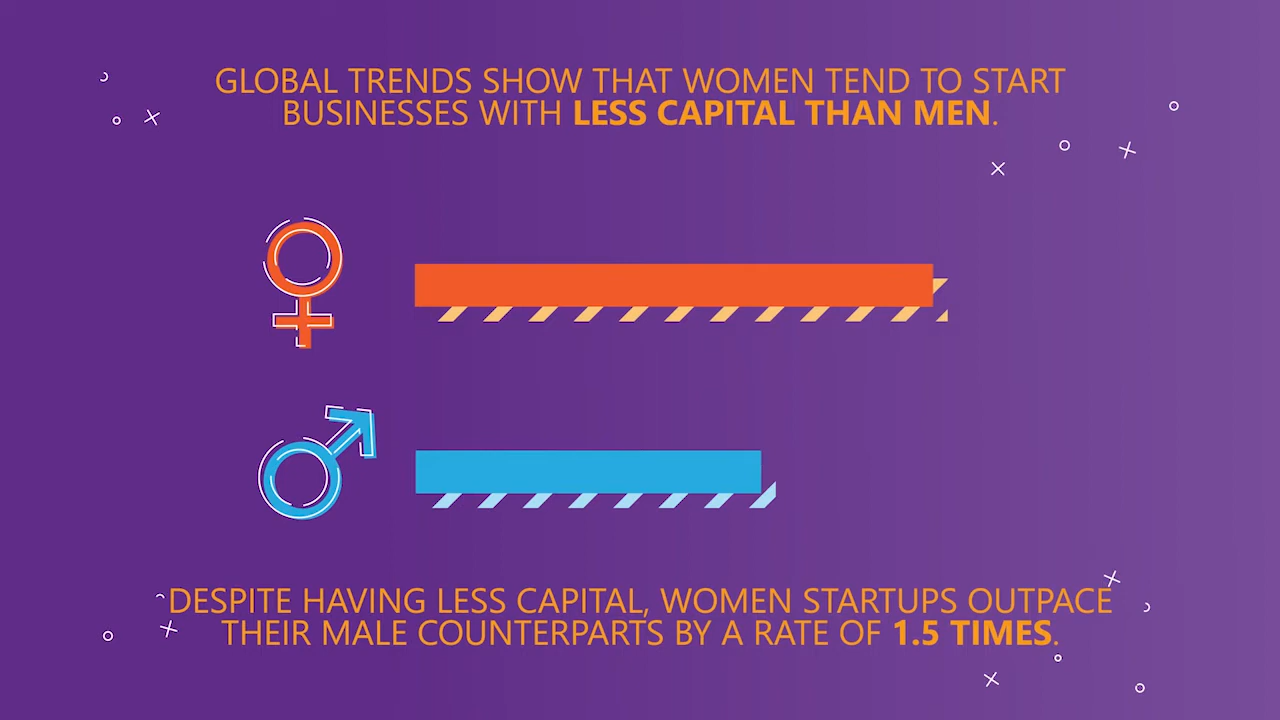 GLOBAL TRENDS SHOW THAT WOMEN TEND TO START
BUSINESSES WITH LESS CAPITAL THAN MEN.
DESPITE HAVING LESS CAPITAL, WOMEN STARTUPS OUTPACE
THEIR MALE COUNTERPARTS BY A RATE OF 1.5 TIMES.